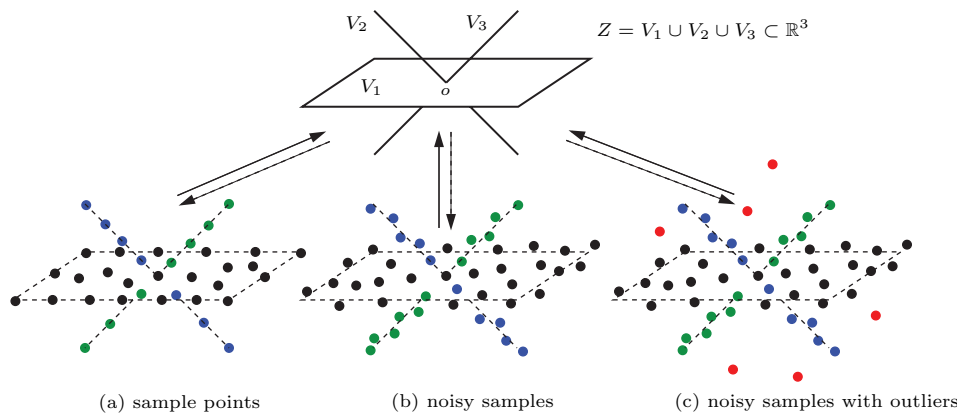 V₂ V₃ Z = V₁ ∪ V₂ ∪ V₃ ⊂ ℝ³
V₁ o
(a) sample points (b) noisy samples (c) noisy samples with outliers